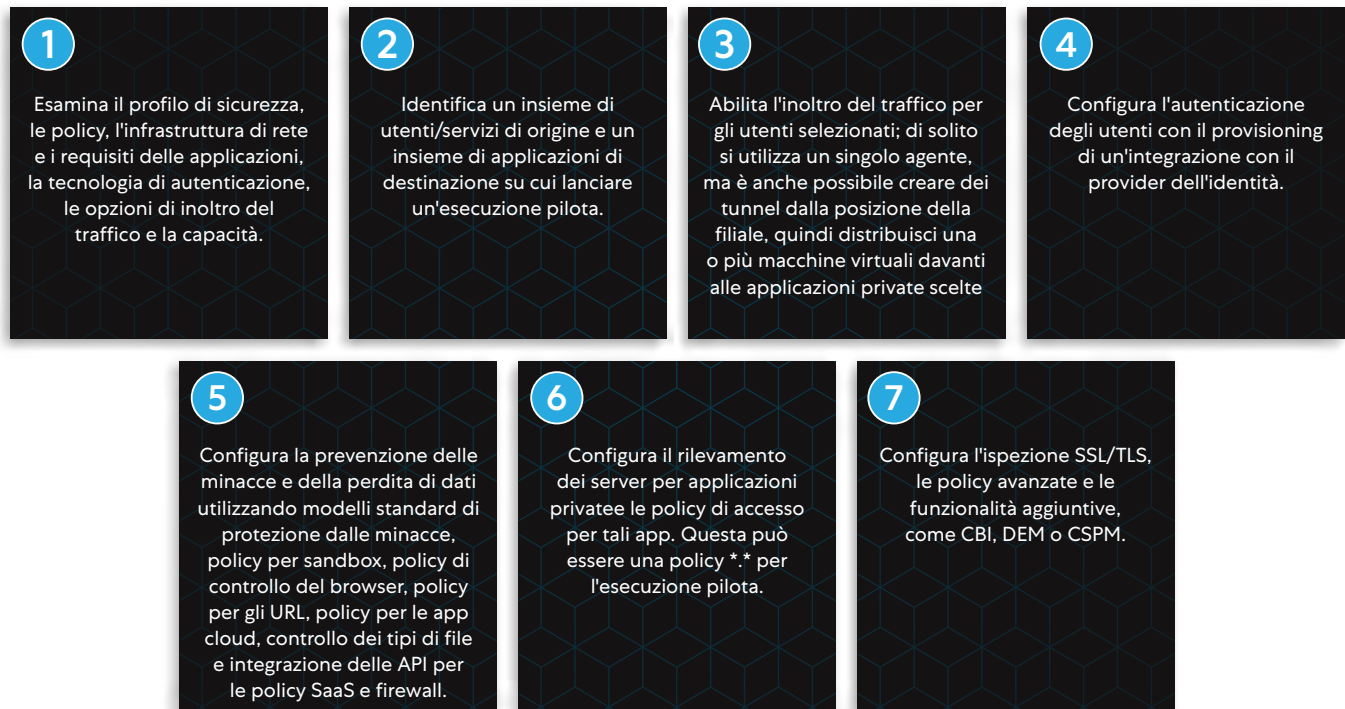 1
Esamina il profilo di sicurezza,
le policy, l'infrastruttura di rete
e i requisiti delle applicazioni,
la tecnologia di autenticazione,
le opzioni di inoltro del
traffico e la capacità.
2
Identifica un insieme di
utenti/servizi di origine e un
insieme di applicazioni di
destinazione su cui lanciare
un'esecuzione pilota.
3
Abilita l'inoltro del traffico per
gli utenti selezionati; di solito
si utilizza un singolo agente,
ma è anche possibile creare dei
tunnel dalla posizione della
filiale, quindi distribuisci una
o più macchine virtuali davanti
alle applicazioni private scelte
4
Configura l'autenticazione
degli utenti con il provisioning
di un'integrazione con il
provider dell'identità.
5
Configura la prevenzione delle
minacce e della perdita di dati
utilizzando modelli standard di
protezione dalle minacce,
policy per sandbox, policy di
controllo del browser, policy
per gli URL, policy per le app
cloud, controllo dei tipi di file
e integrazione delle API per
le policy SaaS e firewall.
6
Configura il rilevamento
dei server per applicazioni
privatee le policy di accesso
per tali app. Questa può
essere una policy *.* per
l'esecuzione pilota.
7
Configura l'ispezione SSL/TLS,
le policy avanzate e le
funzionalità aggiuntive,
come CBI, DEM o CSPM.